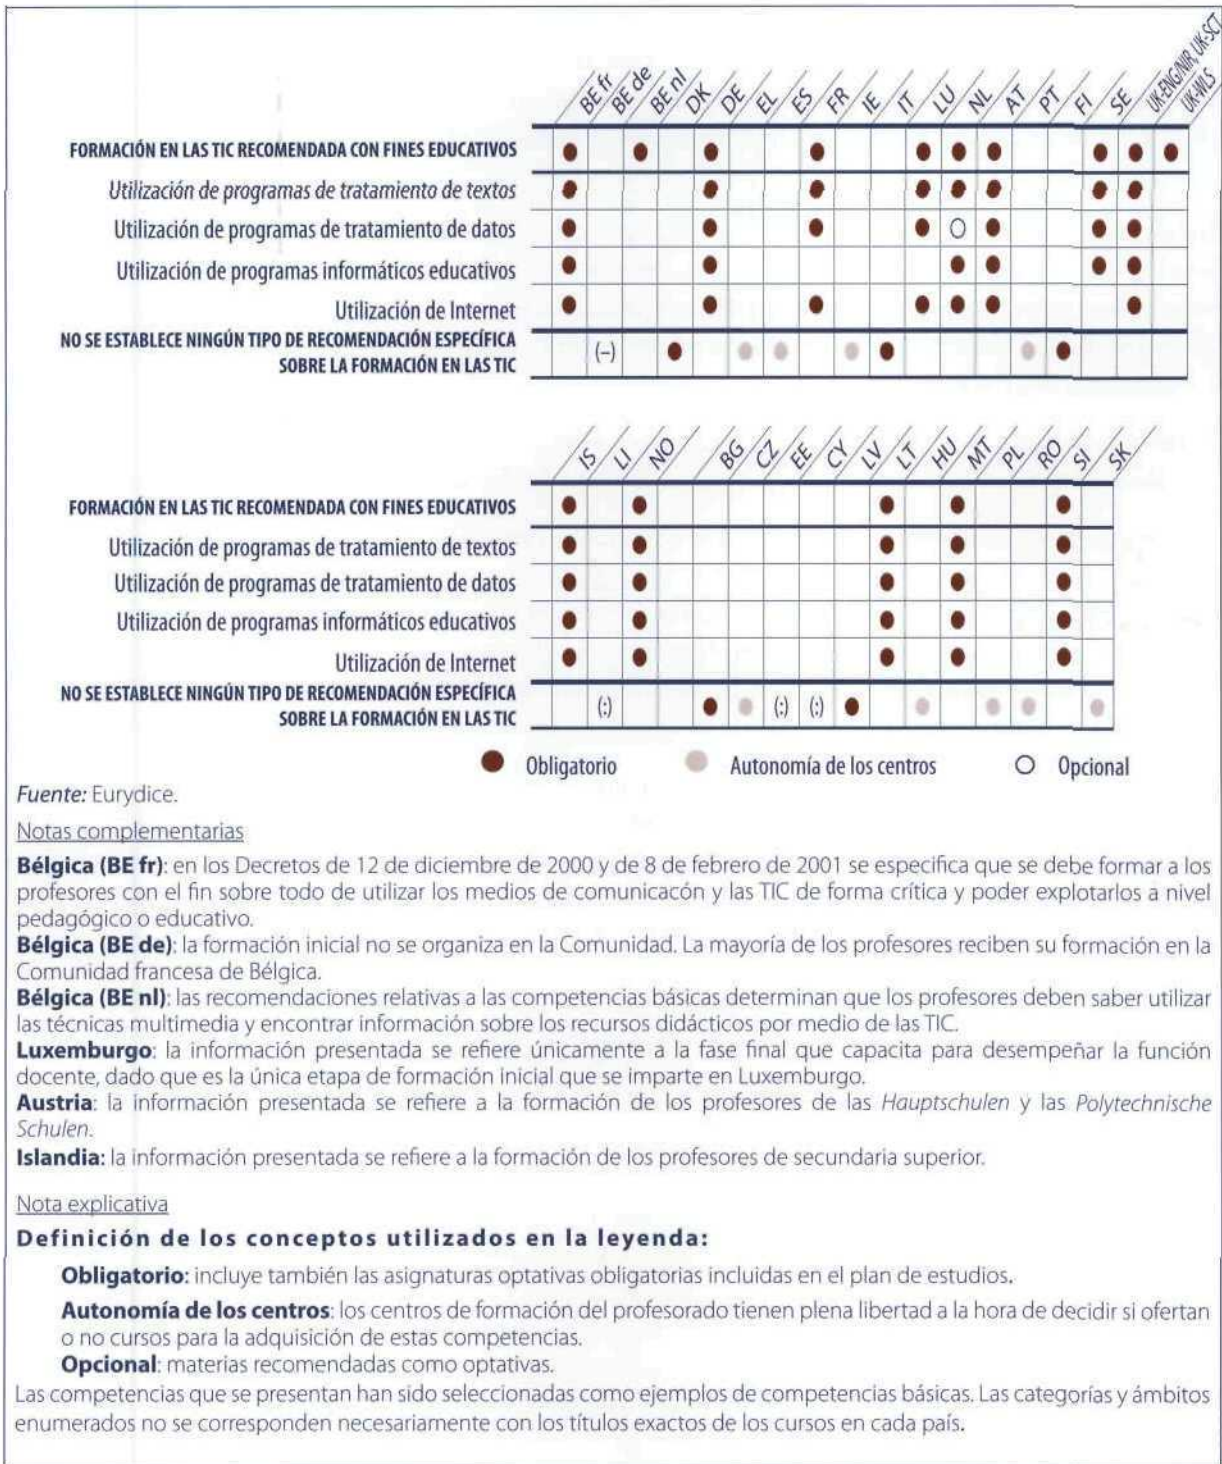 BE fr BE de BE nl DK DE EL ES FR IE IT LU NL AT PT FI SE UK-ENG/NIR, UK-SCT UK-WLS
FORMACIÓN EN LAS TIC RECOMENDADA CON FINES EDUCATIVOS
Utilización de programas de tratamiento de textos
Utilización de programas de tratamiento de datos
Utilización de programas informáticos educativos
Utilización de Internet
NO SE ESTABLECE NINGÚN TIPO DE RECOMENDACIÓN ESPECÍFICA
SOBRE LA FORMACIÓN EN LAS TIC (–)
IS LI NO BG CZ EE CY LV LT HU MT PL RO SI SK
FORMACIÓN EN LAS TIC RECOMENDADA CON FINES EDUCATIVOS
Utilización de programas de tratamiento de textos
Utilización de programas de tratamiento de datos
Utilización de programas informáticos educativos
Utilización de Internet
NO SE ESTABLECE NINGÚN TIPO DE RECOMENDACIÓN ESPECÍFICA
SOBRE LA FORMACIÓN EN LAS TIC (:) (:) (:)
Obligatorio Autonomía de los centros Opcional
Fuente: Eurydice.
Notas complementarias
Bélgica (BE fr): en los Decretos de 12 de diciembre de 2000 y de 8 de febrero de 2001 se especifica que se debe formar a los
profesores con el fin sobre todo de utilizar los medios de comunicacón y las TIC de forma crítica y poder explotarlos a nivel
pedagógico o educativo.
Bélgica (BE de): la formación inicial no se organiza en la Comunidad. La mayoría de los profesores reciben su formación en la
Comunidad francesa de Bélgica.
Bélgica (BE nl): las recomendaciones relativas a las competencias básicas determinan que los profesores deben saber utilizar
las técnicas multimedia y encontrar información sobre los recursos didácticos por medio de las TIC.
Luxemburgo: la información presentada se refiere únicamente a la fase final que capacita para desempeñar la función
docente, dado que es la única etapa de formación inicial que se imparte en Luxemburgo.
Austria: la información presentada se refiere a la formación de los profesores de las Hauptschulen y las Polytechnische
Schulen.
Islandia: la información presentada se refiere a la formación de los profesores de secundaria superior.
Nota explicativa
Definición de los conceptos utilizados en la leyenda:
Obligatorio: incluye también las asignaturas optativas obligatorias incluidas en el plan de estudios.
Autonomía de los centros: los centros de formación del profesorado tienen plena libertad a la hora de decidir si ofertan
o no cursos para la adquisición de estas competencias.
Opcional: materias recomendadas como optativas.
Las competencias que se presentan han sido seleccionadas como ejemplos de competencias básicas. Las categorías y ámbitos
enumerados no se corresponden necesariamente con los títulos exactos de los cursos en cada país.